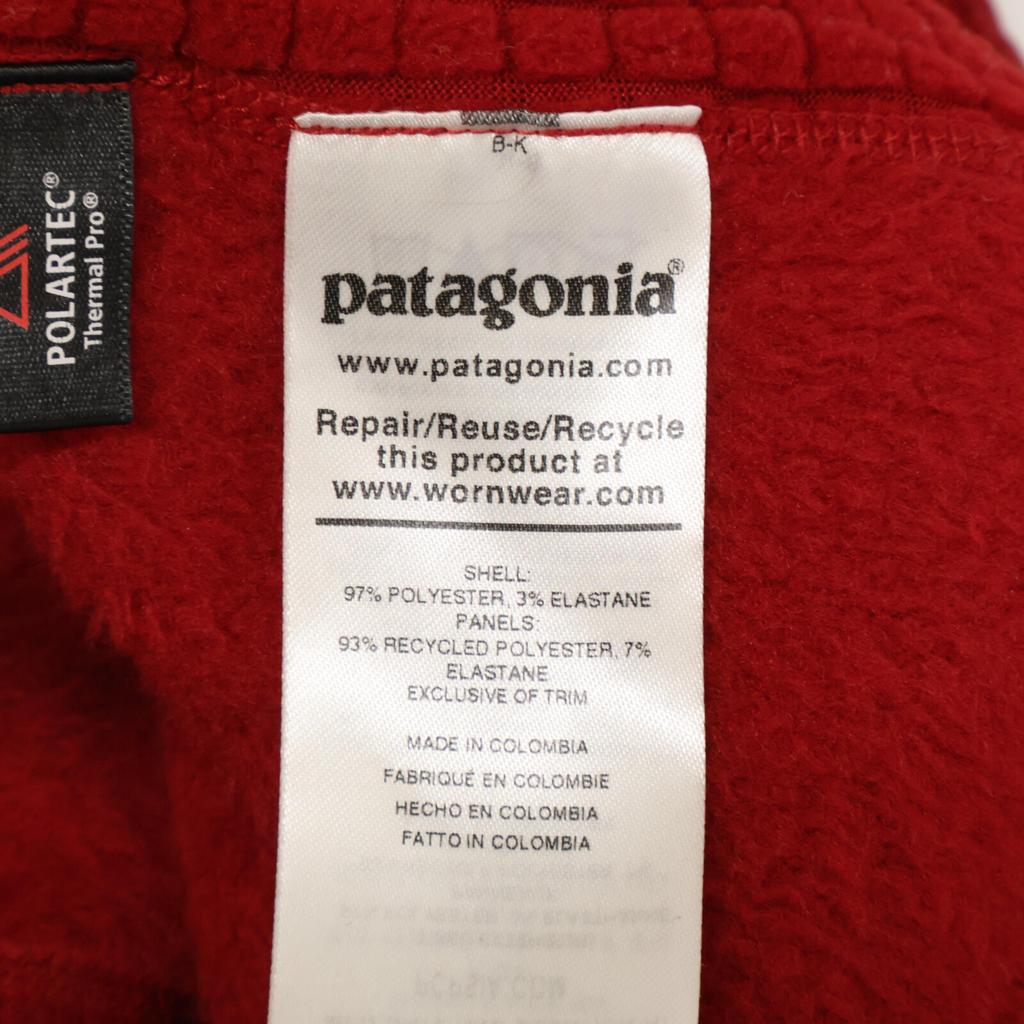 POLARTEC®
Thermal Pro®
B-K
patagonia®
www.patagonia.com
Repair/Reuse/Recycle
this product at
www.wornwear.com
SHELL:
97% POLYESTER, 3% ELASTANE
PANELS:
93% RECYCLED POLYESTER, 7%
ELASTANE
EXCLUSIVE OF TRIM
MADE IN COLOMBIA
FABRIQUÉ EN COLOMBIE
HECHO EN COLOMBIA
FATTO IN COLOMBIA